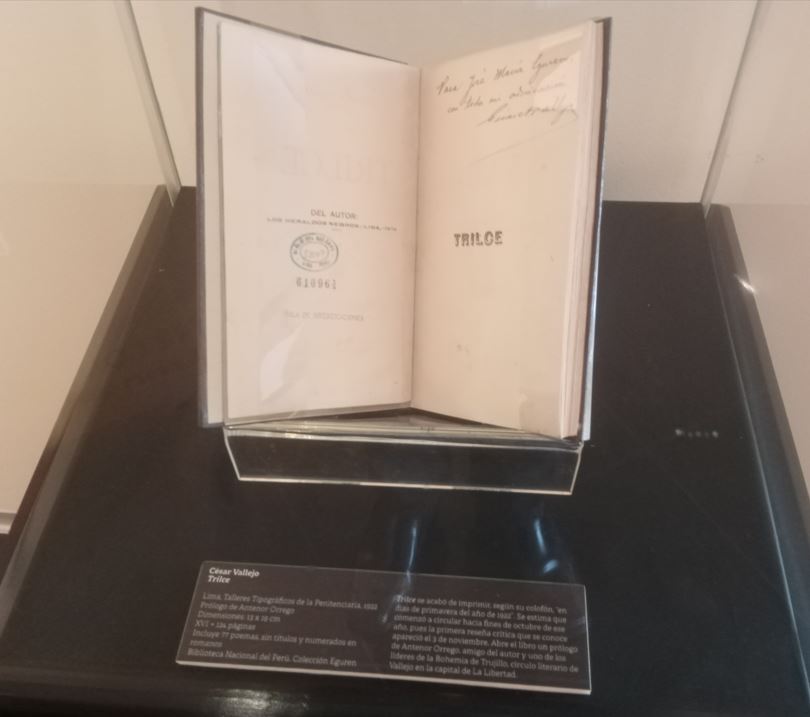 DEL AUTOR:
LOS HERALDOS NEGROS.-LIMA,-1918
SALA DE INVESTIGACIONES
Para José María Eguren,
con toda mi admiración
César A. Vallejo
TRILCE
César Vallejo
Trilce
Lima, Talleres Tipográficos de la Penitenciaría, 1922
Prólogo de Antenor Orrego
Dimensiones: 13 x 19 cm
Incluye 77 poemas, sin títulos y numerados en
romanos
Biblioteca Nacional del Perú. Colección Eguren
Trilce se acabó de imprimir, según su colofón, "en
días de primavera del año de 1922". Se estima que
comenzó a circular hacia fines de octubre de ese
año, pues la primera reseña crítica que se conoce
apareció el 3 de noviembre. Abre el libro un prólogo
de Antenor Orrego, amigo del autor y uno de los
líderes de la Bohemia de Trujillo, círculo literario de
Vallejo en la capital de La Libertad.